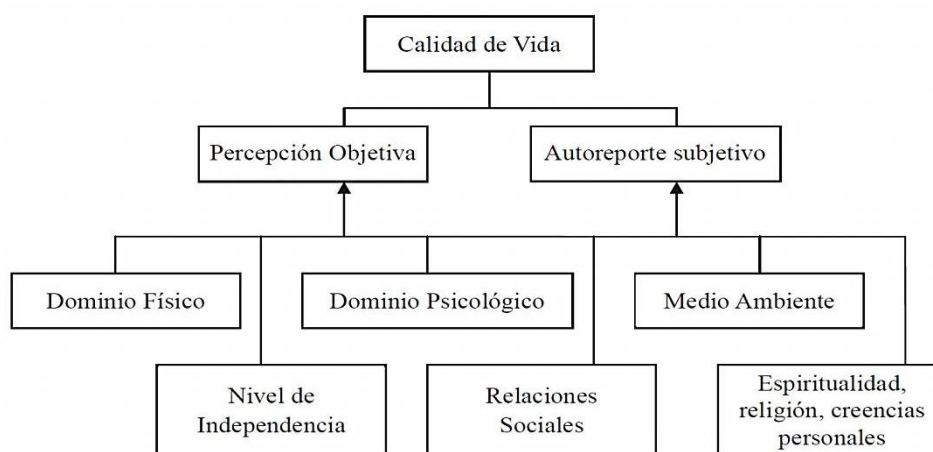 Calidad de Vida
Percepción Objetiva
Autoreporte subjetivo
Dominio Físico
Dominio Psicológico
Medio Ambiente
Nivel de
Independencia
Relaciones
Sociales
Espiritualidad,
religión, creencias
personales